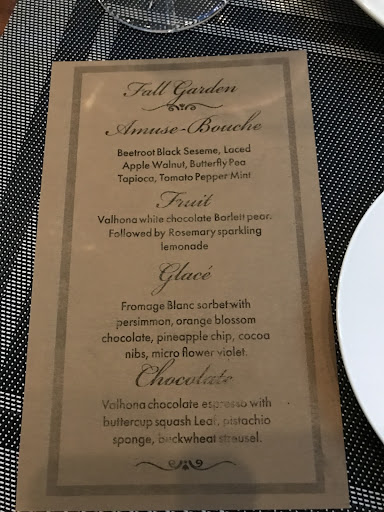 Fall Garden
Amuse-Bouche
Beetroot Black Seseme, Laced
Apple Walnut, Butterfly Pea
Tapioca, Tomato Pepper Mint
Fruit
Valhona white chocolate Barlett pear.
Followed by Rosemary sparkling
lemonade
Glacé
Fromage Blanc sorbet with
persimmon, orange blossom
chocolate, pineapple chip, cocoa
nibs, micro flower violet.
Chocolate
Valhona chocolate espresso with
buttercup squash Leaf, pistachio
sponge, beckwheat streusel.